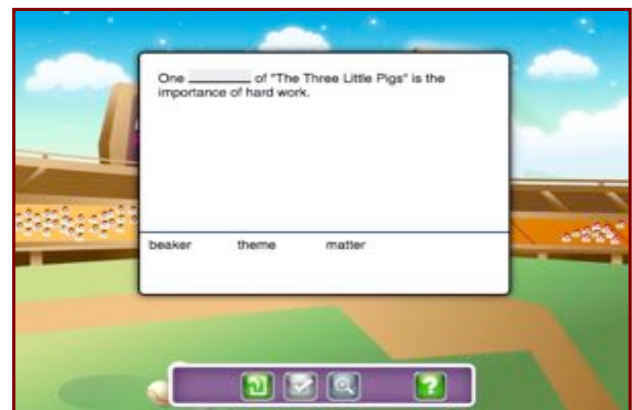 One ________ of "The Three Little Pigs" is the
importance of hard work.
beaker theme matter
?